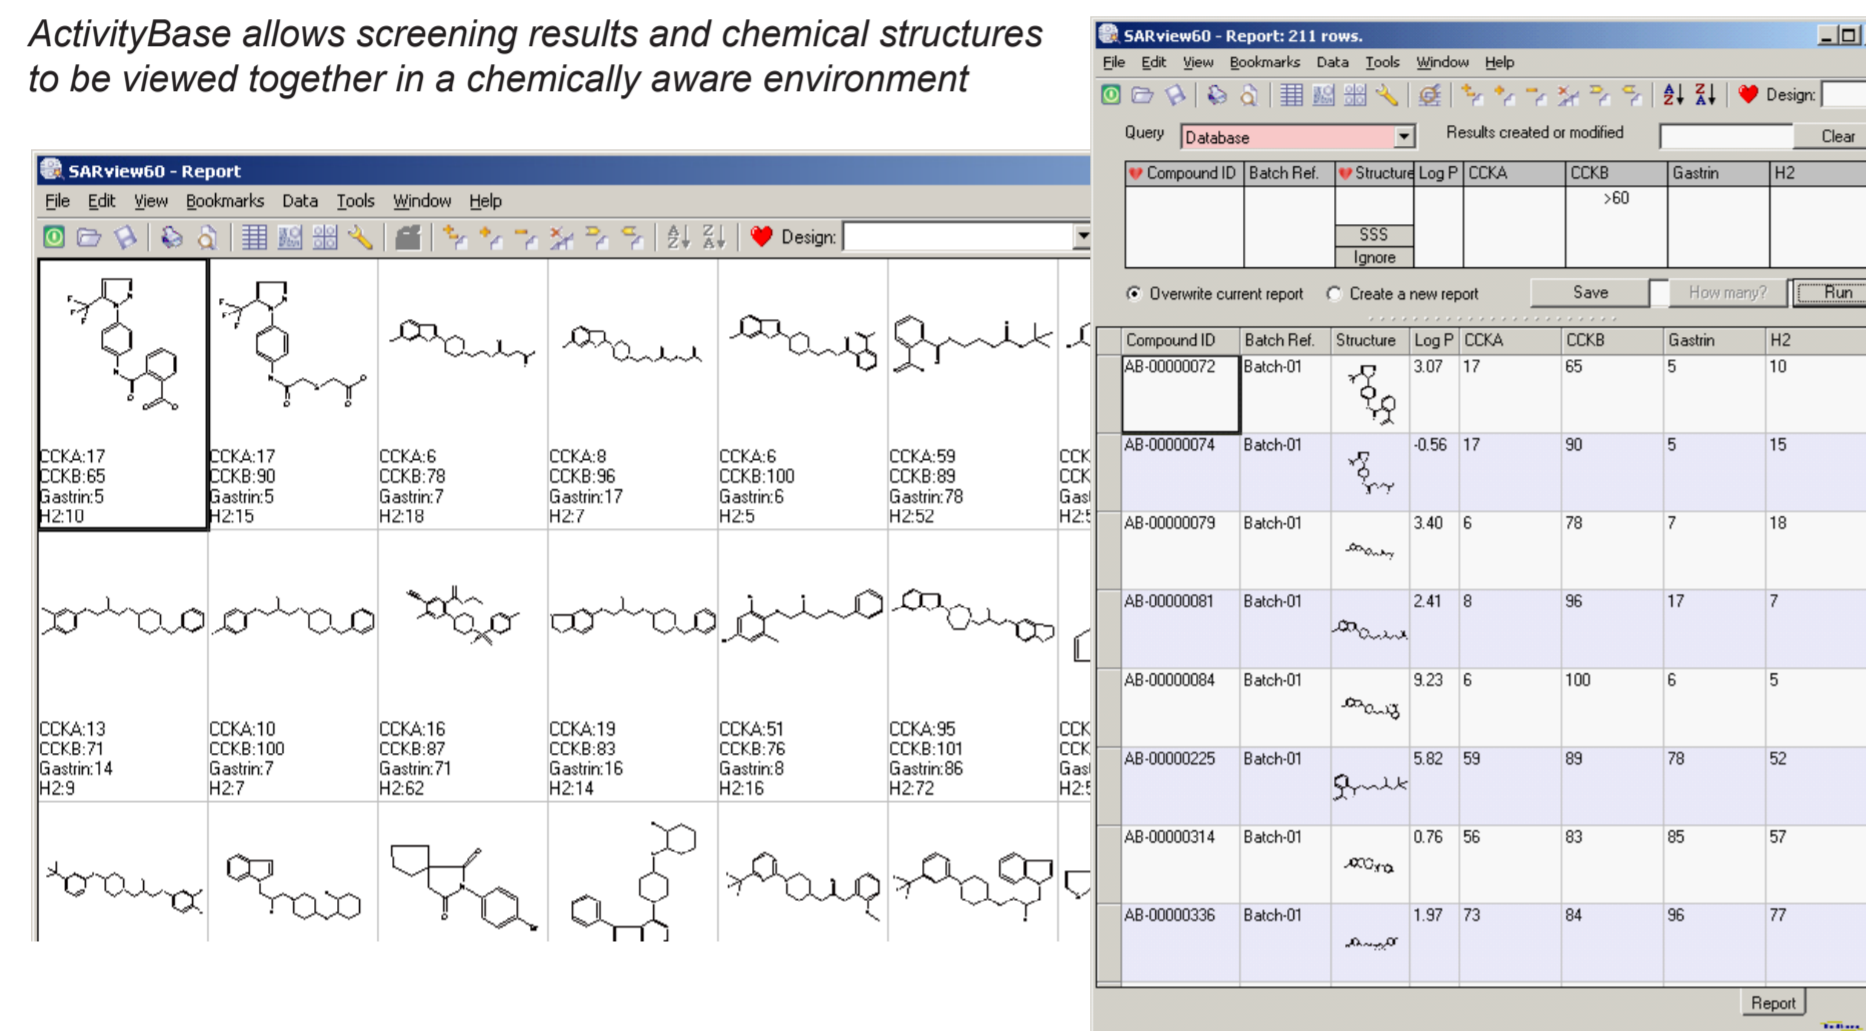 ActivityBase allows screening results and chemical structures
to be viewed together in a chemically aware environment
SARview60 - Report
File Edit View Bookmarks Data Tools Window Help
Design:
CCKA:17 CCKA:17 CCKA:6 CCKA:8 CCKA:6 CCKA:59
CCKB:65 CCKB:90 CCKB:78 CCKB:96 CCKB:100 CCKB:89
Gastrin:5 Gastrin:5 Gastrin:7 Gastrin:17 Gastrin:6 Gastrin:78
H2:10 H2:15 H2:18 H2:7 H2:5 H2:52
CCKA:13 CCKA:10 CCKA:16 CCKA:19 CCKA:51 CCKA:95
CCKB:71 CCKB:100 CCKB:87 CCKB:83 CCKB:76 CCKB:101
Gastrin:14 Gastrin:7 Gastrin:71 Gastrin:16 Gastrin:8 Gastrin:86
H2:9 H2:7 H2:62 H2:14 H2:16 H2:72
SARview60 - Report: 211 rows.
File Edit View Bookmarks Data Tools Window Help
Design:
Query Database Results created or modified Clear
Compound ID Batch Ref. Structure Log P CCKA CCKB Gastrin H2
>60
SSS
Ignore
Overwrite current report Create a new report Save How many? Run
Compound ID Batch Ref. Structure Log P CCKA CCKB Gastrin H2
AB-00000072 Batch-01 3.07 17 65 5 10
AB-00000074 Batch-01 -0.56 17 90 5 15
AB-00000079 Batch-01 3.40 6 78 7 18
AB-00000081 Batch-01 2.41 8 96 17 7
AB-00000084 Batch-01 9.23 6 100 6 5
AB-00000225 Batch-01 5.82 59 89 78 52
AB-00000314 Batch-01 0.76 56 83 85 57
AB-00000336 Batch-01 1.97 73 84 96 77
Report